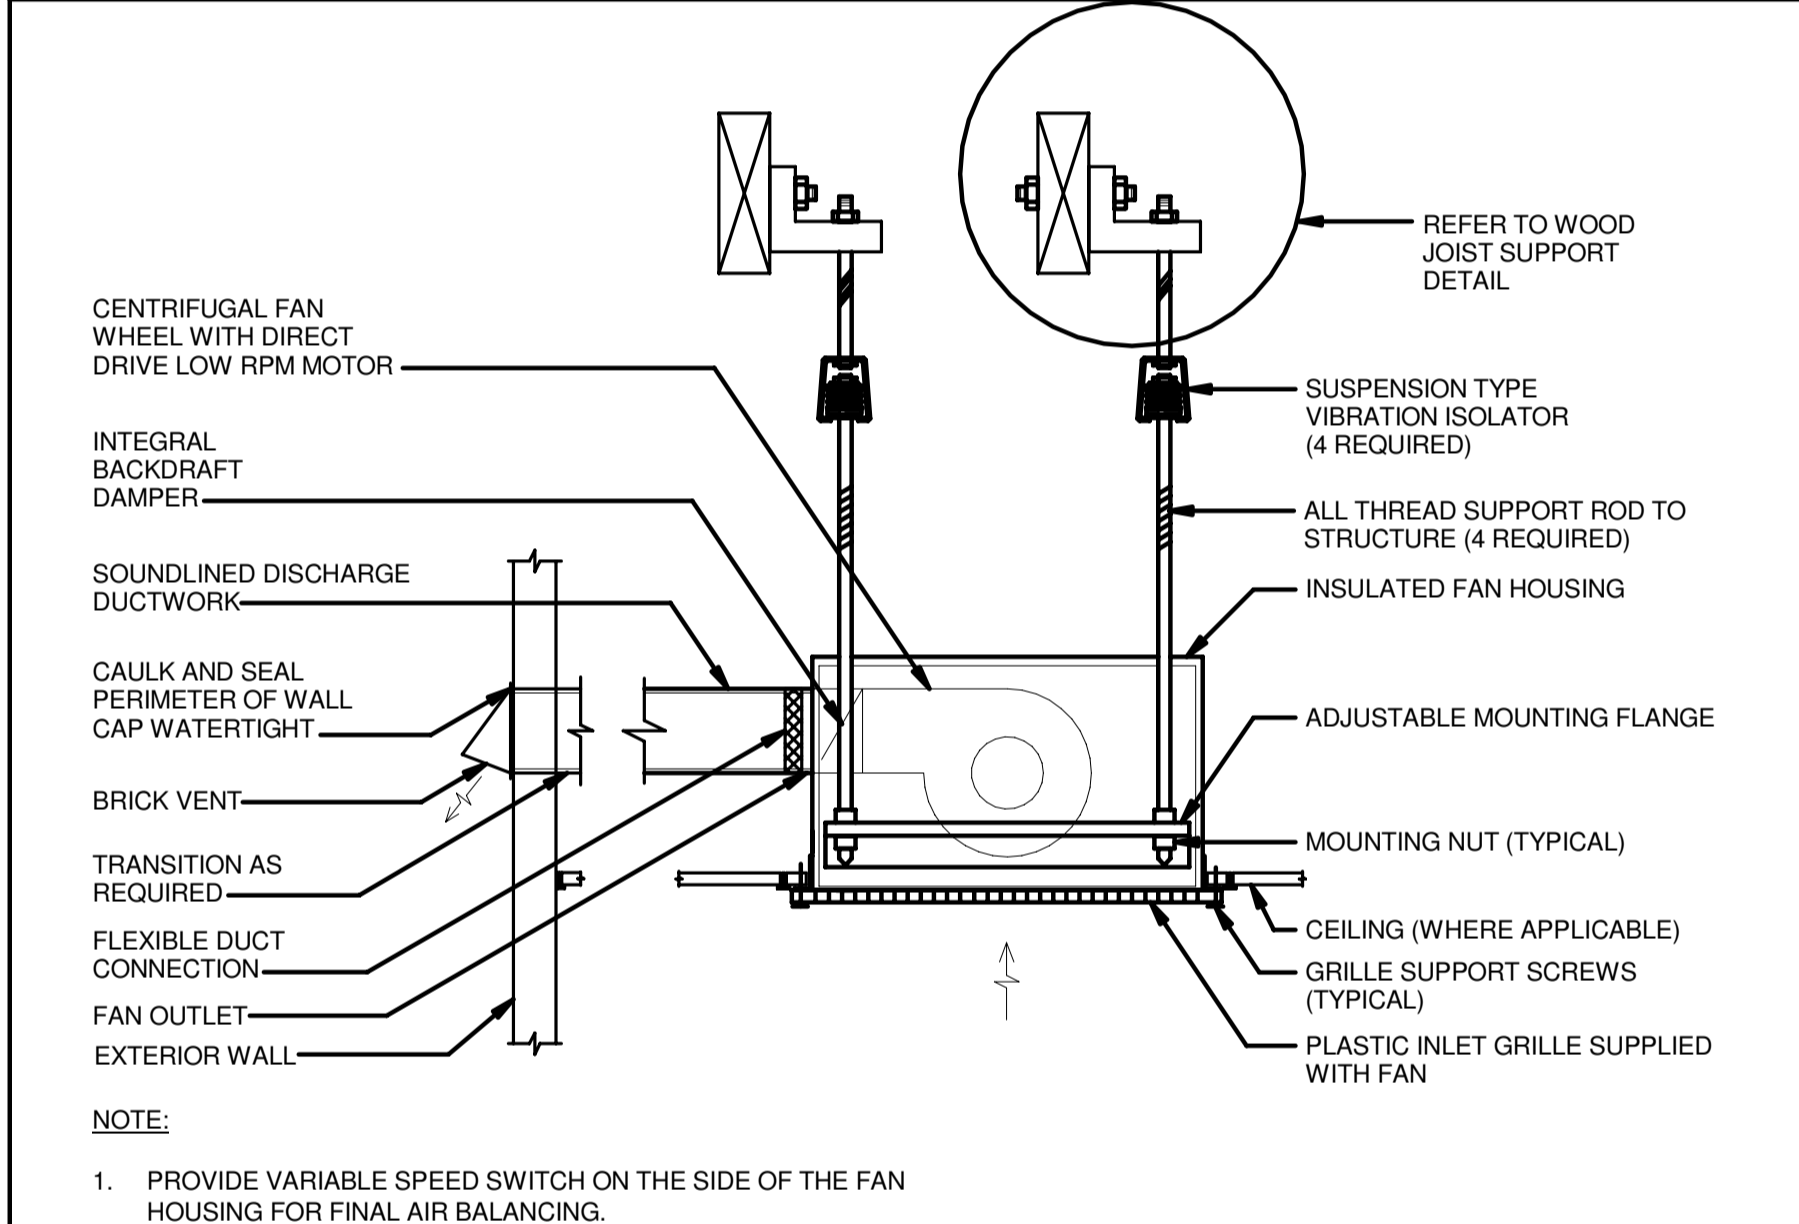 CENTRIFUGAL FAN
WHEEL WITH DIRECT
DRIVE LOW RPM MOTOR
INTEGRAL
BACKDRAFT
DAMPER
SOUNDLINED DISCHARGE
DUCTWORK
CAULK AND SEAL
PERIMETER OF WALL
CAP WATERTIGHT
BRICK VENT
TRANSITION AS
REQUIRED
FLEXIBLE DUCT
CONNECTION
FAN OUTLET
EXTERIOR WALL
REFER TO WOOD
JOIST SUPPORT
DETAIL
SUSPENSION TYPE
VIBRATION ISOLATOR
(4 REQUIRED)
ALL THREAD SUPPORT ROD TO
STRUCTURE (4 REQUIRED)
INSULATED FAN HOUSING
ADJUSTABLE MOUNTING FLANGE
MOUNTING NUT (TYPICAL)
CEILING (WHERE APPLICABLE)
GRILLE SUPPORT SCREWS
(TYPICAL)
PLASTIC INLET GRILLE SUPPLIED
WITH FAN
NOTE:
1. PROVIDE VARIABLE SPEED SWITCH ON THE SIDE OF THE FAN
HOUSING FOR FINAL AIR BALANCING.